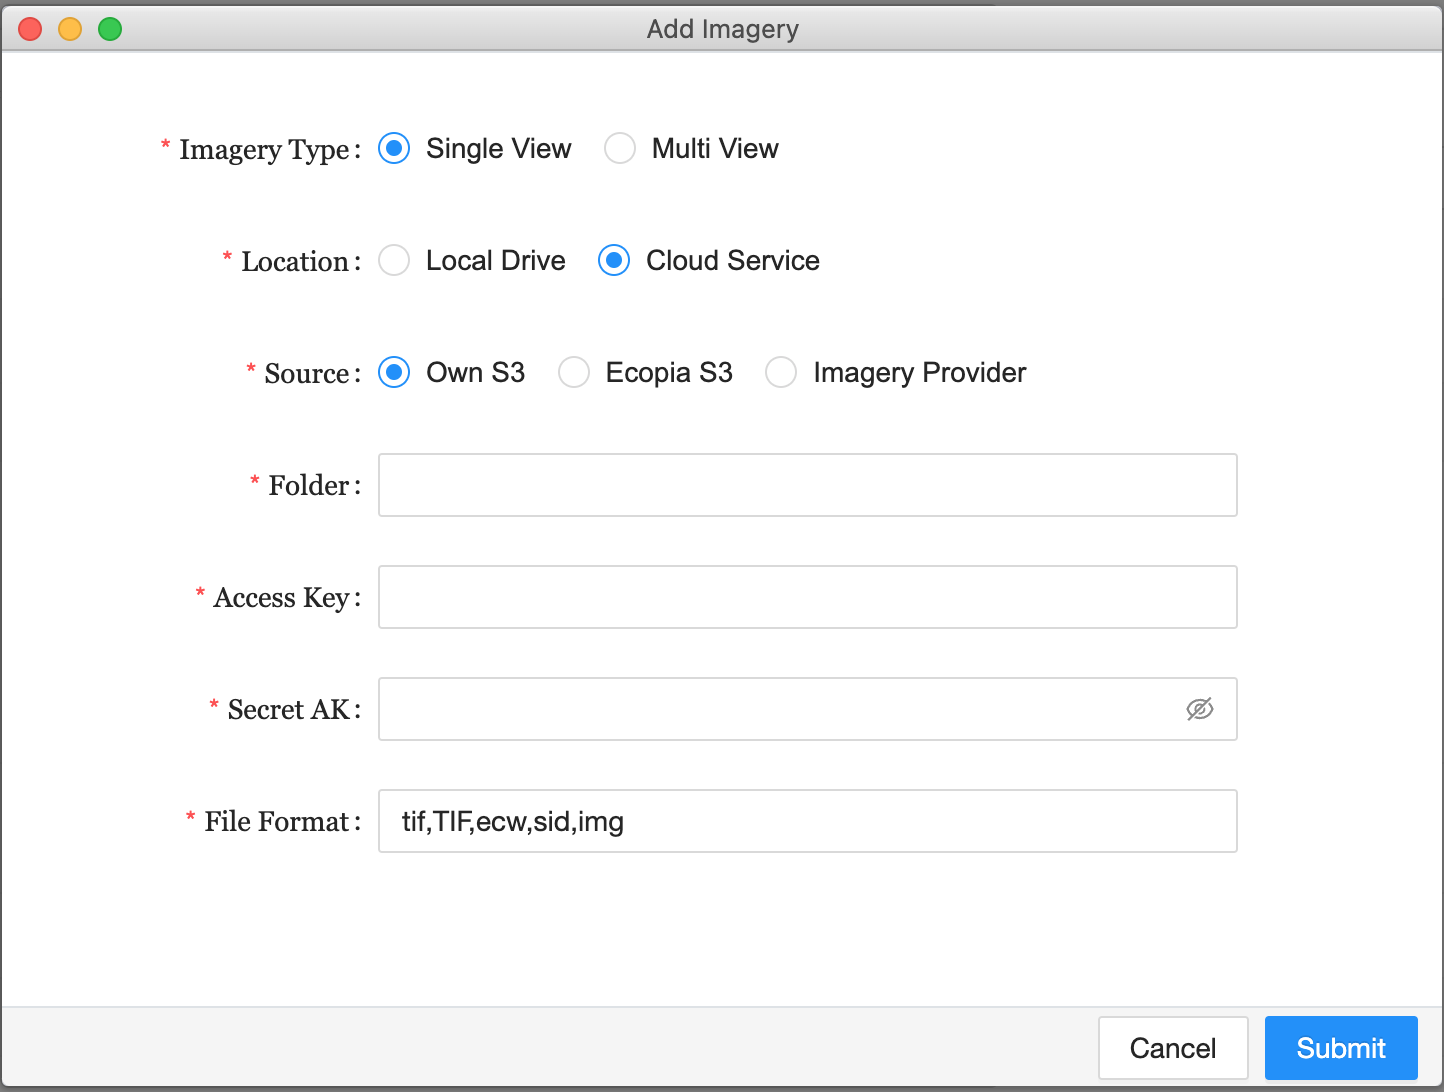 Add Imagery
* Imagery Type: Single View Multi View
* Location: Local Drive Cloud Service
* Source: Own S3 Ecopia S3 Imagery Provider
* Folder:
* Access Key:
* Secret AK:
* File Format: tif,TIF,ecw,sid,img
Cancel Submit